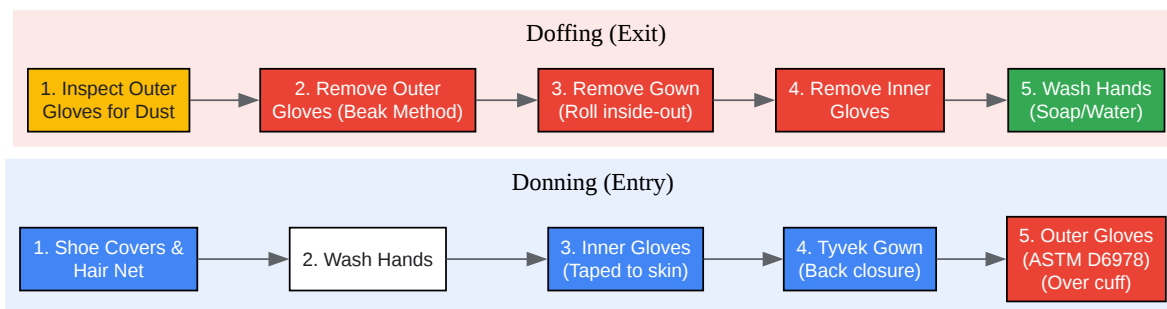 Doffing (Exit)
1. Inspect Outer
Gloves for Dust
2. Remove Outer
Gloves (Beak Method)
3. Remove Gown
(Roll inside-out)
4. Remove Inner
Gloves
5. Wash Hands
(Soap/Water)
Donning (Entry)
1. Shoe Covers &
Hair Net
2. Wash Hands
3. Inner Gloves
(Taped to skin)
4. Tyvek Gown
(Back closure)
5. Outer Gloves
(ASTM D6978)
(Over cuff)